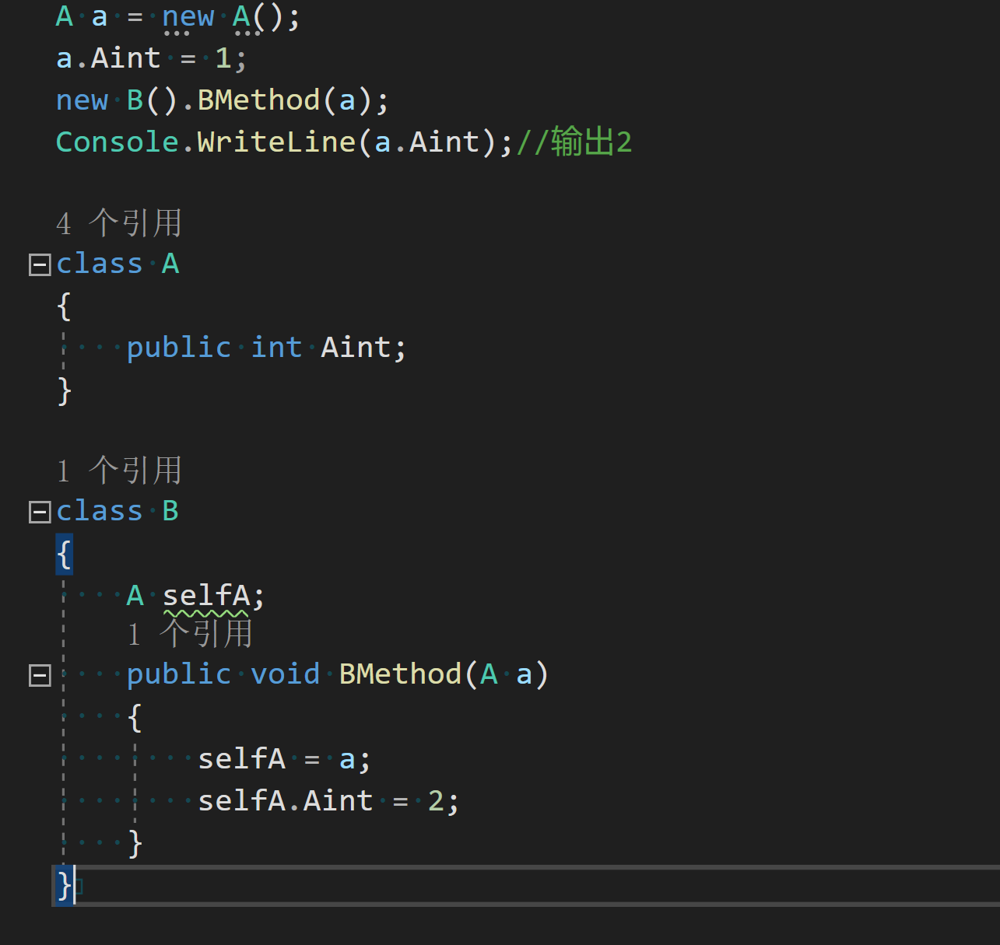 A a = new A();
a.Aint = 1;
new B().BMethod(a);
Console.WriteLine(a.Aint);//输出2
4 个引用
class A
{
    public int Aint;
}
1 个引用
class B
{
    A selfA;
    1 个引用
    public void BMethod(A a)
    {
        selfA = a;
        selfA.Aint = 2;
    }
}